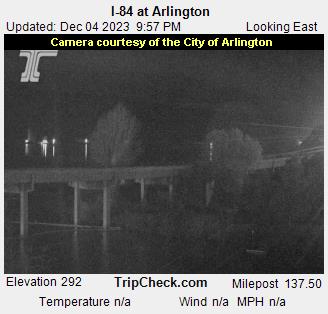 I-84 at Arlington
Updated: Dec 04 2023 9:57 PM Looking East
Camera courtesy of the City of Arlington
Elevation 292 TripCheck.com Milepost 137.50
Temperature n/a Wind n/a MPH n/a